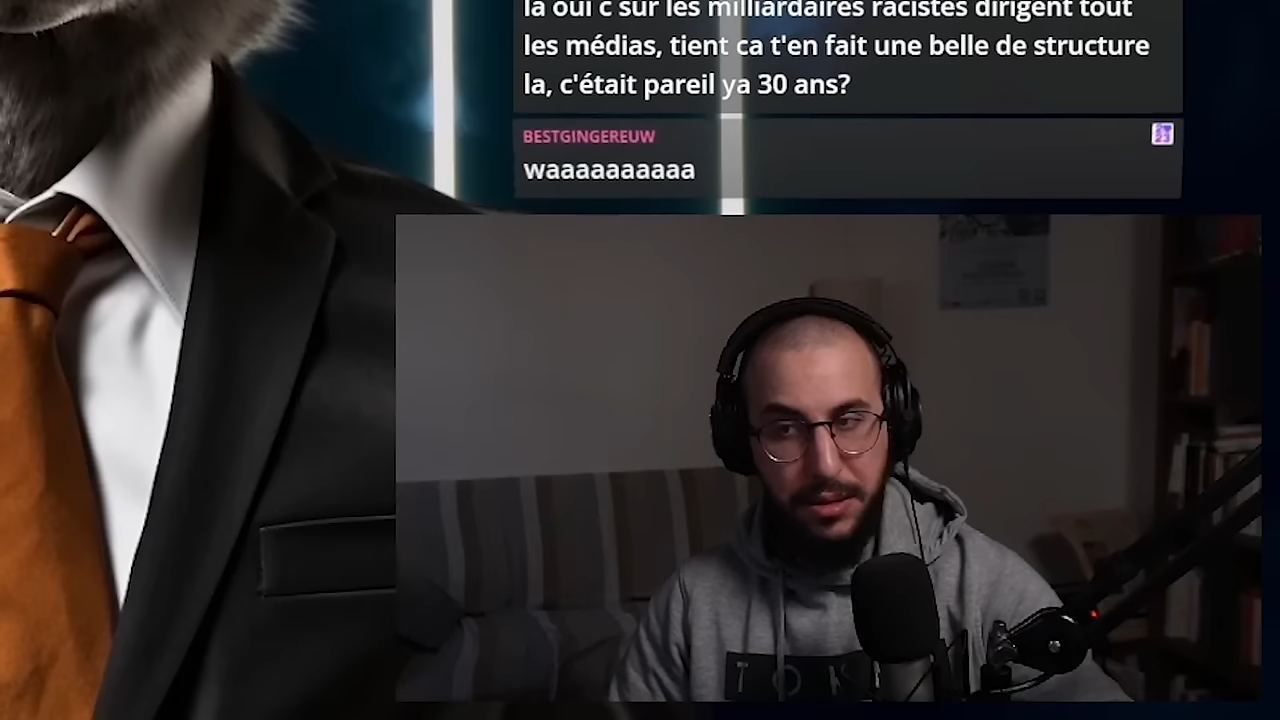 la oui c sur les milliardaires racistes dirigent tout
les médias, tient ca t'en fait une belle de structure
la, c'était pareil ya 30 ans?
BESTGINGEREUW
waaaaaaaaaa